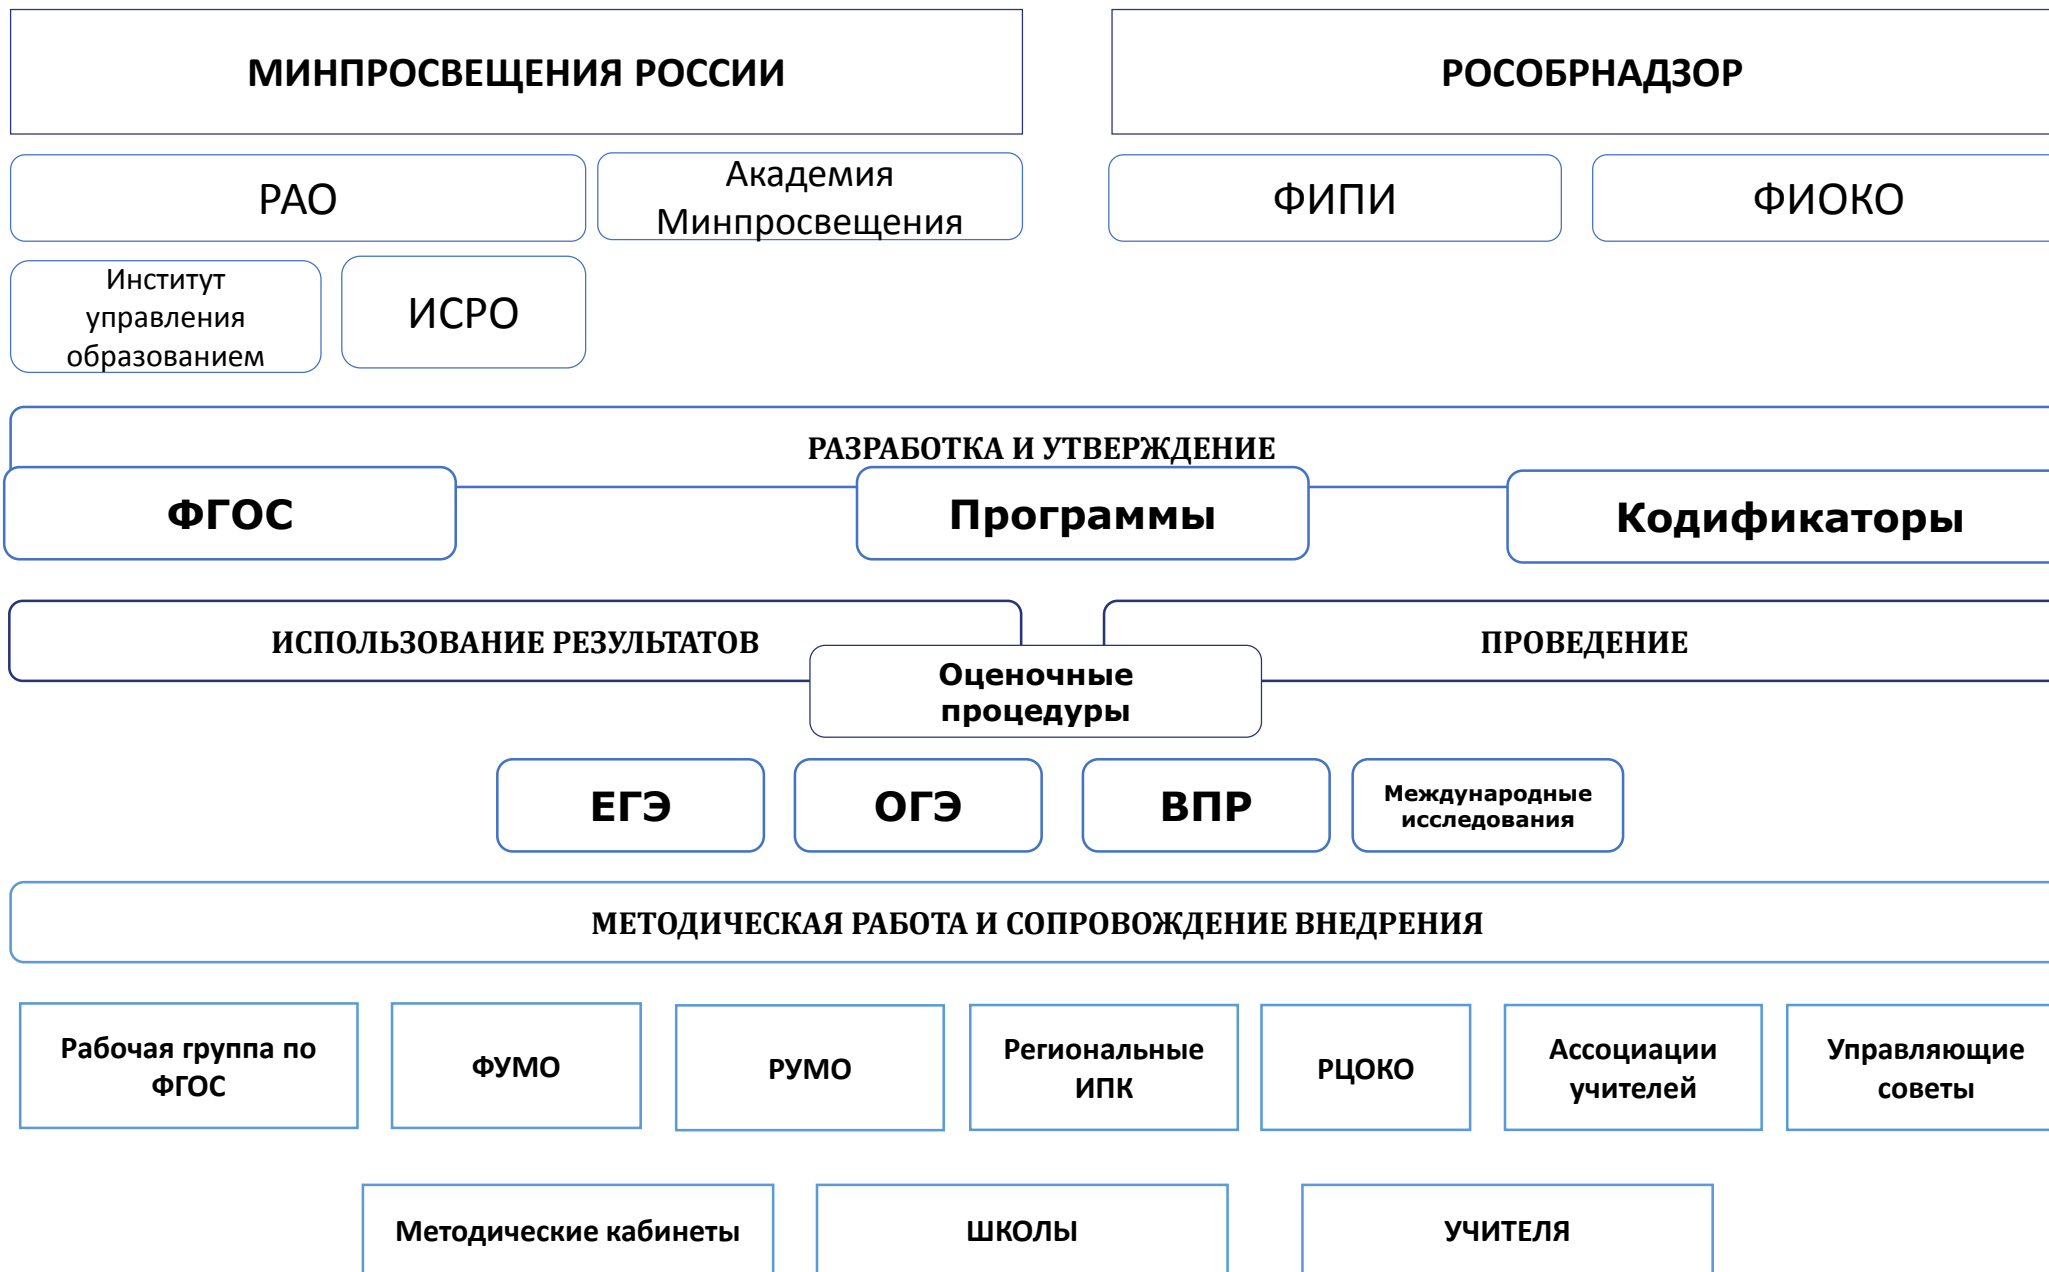 МИНПРОСВЕЩЕНИЯ РОССИИ
РОСОБРНАДЗОР
РАО
Академия
Минпросвещения
ФИПИ
ФИОКО
Институт
управления
образованием
ИСРО
РАЗРАБОТКА И УТВЕРЖДЕНИЕ
ФГОС
Программы
Кодификаторы
ИСПОЛЬЗОВАНИЕ РЕЗУЛЬТАТОВ
ПРОВЕДЕНИЕ
Оценочные
процедуры
ЕГЭ
ОГЭ
ВПР
Международные
исследования
МЕТОДИЧЕСКАЯ РАБОТА И СОПРОВОЖДЕНИЕ ВНЕДРЕНИЯ
Рабочая группа по
ФГОС
ФУМО
РУМО
Региональные
ИПК
РЦОКО
Ассоциации
учителей
Управляющие
советы
Методические кабинеты
ШКОЛЫ
УЧИТЕЛЯ